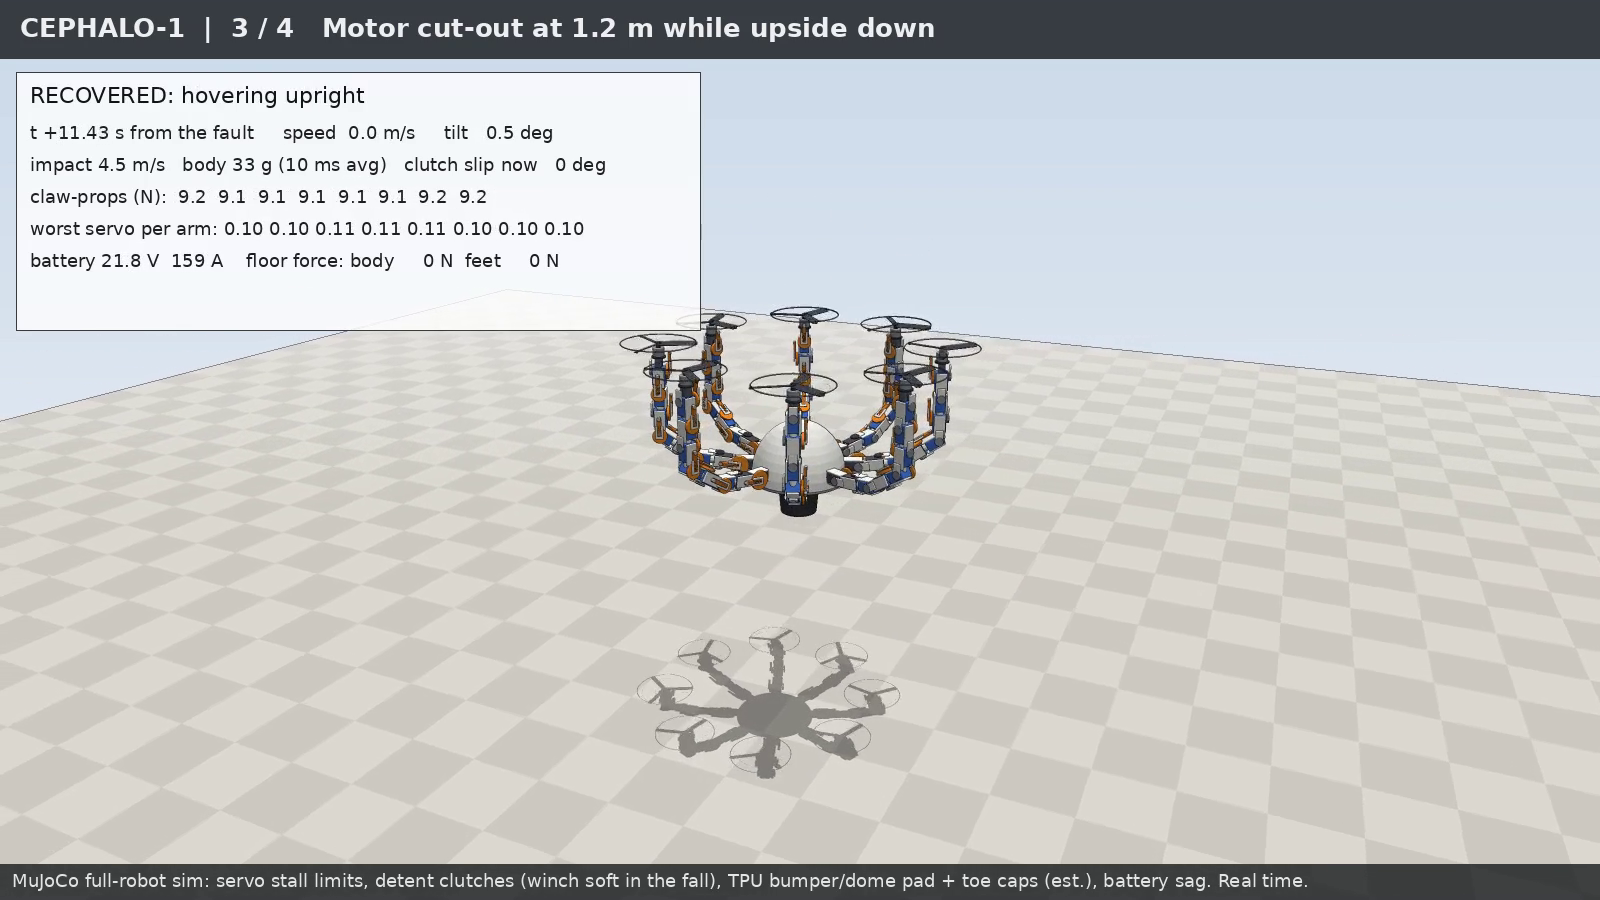 CEPHALO-1 | 3 / 4 Motor cut-out at 1.2 m while upside down
RECOVERED: hovering upright
t +11.43 s from the fault speed 0.0 m/s tilt 0.5 deg
impact 4.5 m/s body 33 g (10 ms avg) clutch slip now 0 deg
claw-props (N): 9.2 9.1 9.1 9.1 9.1 9.1 9.2 9.2
worst servo per arm: 0.10 0.10 0.11 0.11 0.11 0.10 0.10 0.10
battery 21.8 V 159 A floor force: body 0 N feet 0 N
MuJoCo full-robot sim: servo stall limits, detent clutches (winch soft in the fall), TPU bumper/dome pad + toe caps (est.), battery sag. Real time.